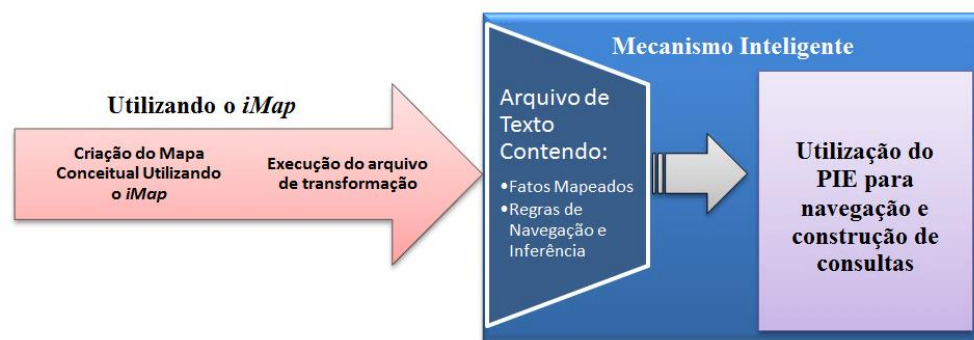 Utilizando o iMap
Criação do Mapa
Conceitual Utilizando
o iMap
Execução do arquivo
de transformação
Mecanismo Inteligente
Arquivo de
Texto
Contendo:
•Fatos Mapeados
•Regras de
Navegação e
Inferência
Utilização do
PIE para
navegação e
construção de
consultas